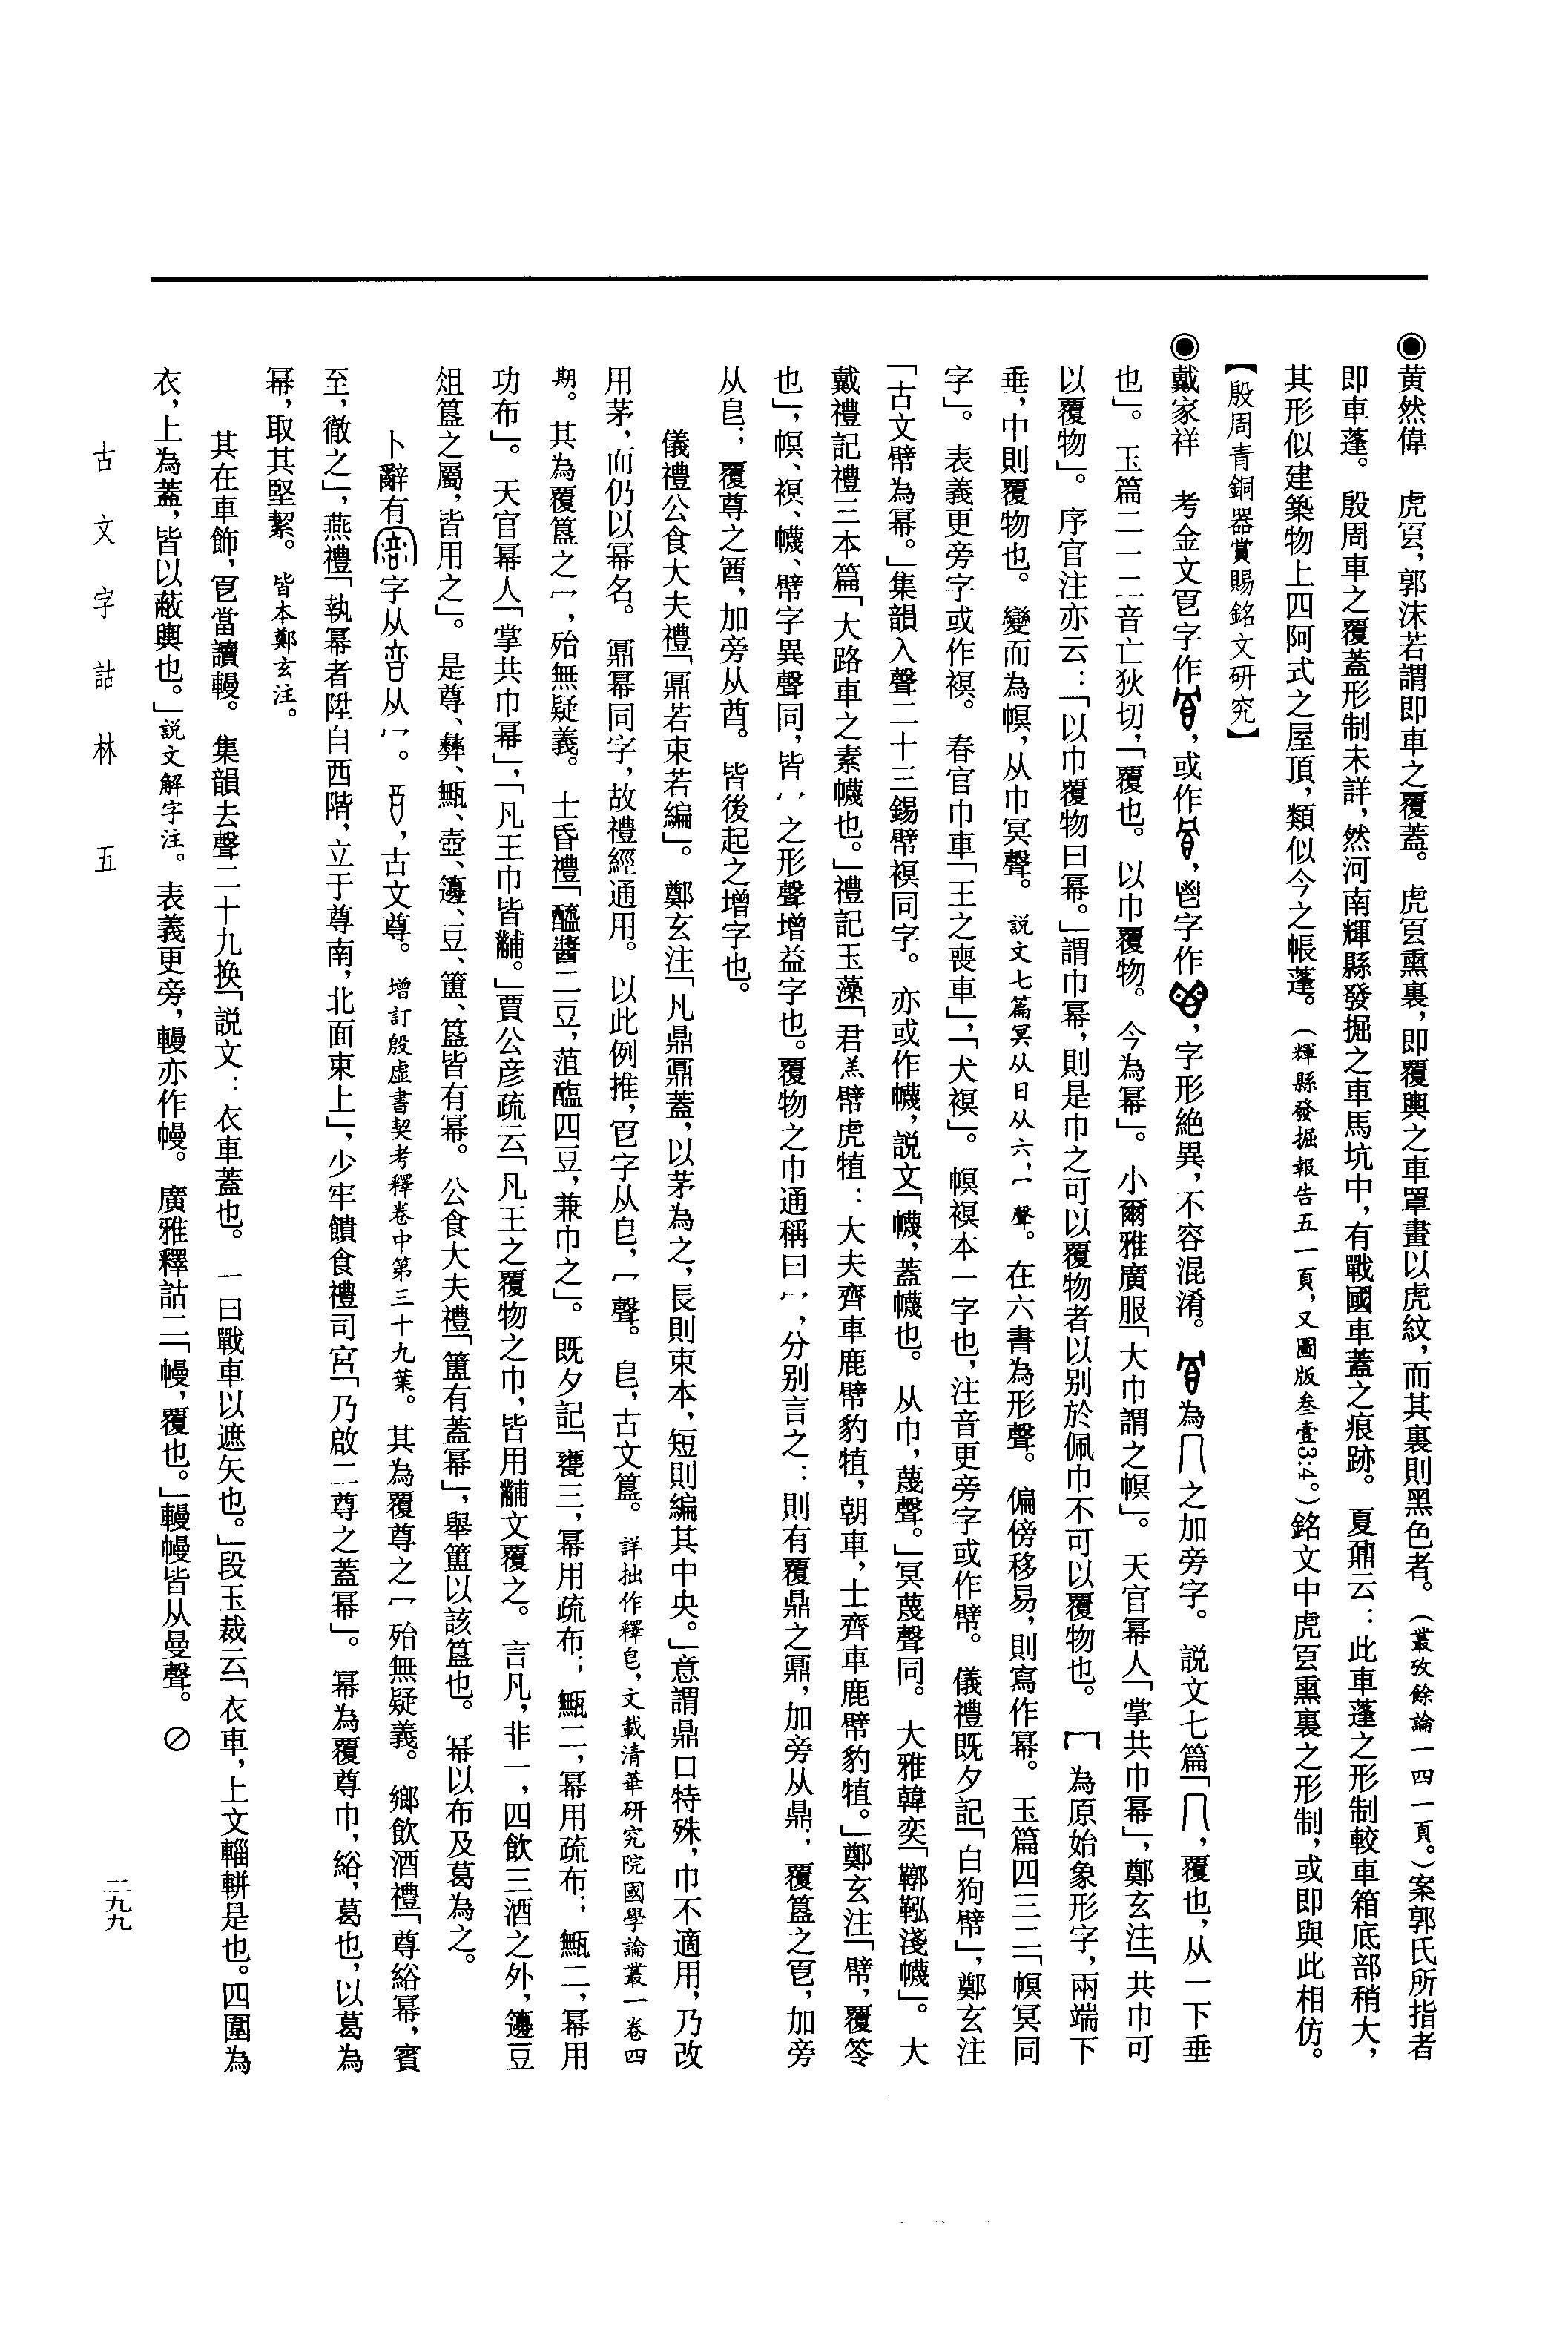 ◉黃然偉　虎冟，郭沫若謂即車之覆蓋。虎冟熏裏，即覆輿之車罩畫以虎紋，而其裏則黑色者。（叢攷餘論一四一頁。）案郭氏所指者
即車蓬。殷周車之覆蓋形制未詳，然河南輝縣發掘之車馬坑中，有戰國車蓋之痕跡。夏鼐云：此車蓬之形制較車箱底部稍大，
其形似建築物上四阿式之屋頂，類似今之帳蓬。（輝縣發掘報告五一頁，又圖版叁壹3:4。）銘文中虎冟熏裏之形制，或即與此相仿。
【殷周青銅器賞賜銘文研究】
◉戴家祥　考金文冟字作，或作，鬯字作，字形絶異，不容混淆。為冂之加旁字。説文七篇「冂，覆也，从一下垂
也」。玉篇二一二音亡狄切，「覆也。以巾覆物。今為冪」。小爾雅廣服「大巾謂之幎」。天官冪人「掌共巾冪」，鄭玄注「共巾可
以覆物」。序官注亦云：「以巾覆物曰冪。」謂巾冪，則是巾之可以覆物者以别於佩巾不可以覆物也。冂為原始象形字，兩端下
垂，中則覆物也。變而為幎，从巾冥聲。説文七篇冥从日从六，冖聲。在六書為形聲。偏傍移易，則寫作冪。玉篇四三二「幎冥同
字」。表義更旁字或作禖。春官巾車「王之喪車」，「犬禖」。幎禖本一字也，注音更旁字或作幦。儀禮既夕記「白狗幦」，鄭玄注
「古文幦為冪。」集韻入聲二十三錫幦禖同字。亦或作幭，説文「幭，蓋幭也。从巾，蔑聲。」冥蔑聲同。大雅韓奕「鞹鞃淺幭」。大
戴禮記禮三本篇「大路車之素幭也。」禮記玉藻「君羔幦虎犆：大夫齊車鹿幦豹犆，朝車，士齊車鹿幦豹犆。」鄭玄注「幦，覆笭
也」，幎、禖、幭、幦字異聲同，皆冖之形聲增益字也。覆物之巾通稱曰冖，分别言之：則有覆鼎之鼏，加旁从鼎；覆簋之冟，加旁
从皀；覆尊之，加旁从酋。皆後起之增字也。
儀禮公食大夫禮「鼏若束若編」。鄭玄注「凡鼎鼏蓋，以茅為之，長則束本，短則編其中央。」意謂鼎口特殊，巾不適用，乃改
用茅，而仍以冪名。鼏冪同字，故禮經通用。以此例推，冟字从皀，冖聲。皀，古文簋。詳拙作釋皀，文載清華研究院國學論叢一卷四
期。其為覆簋之冖，殆無疑義。士昏禮「醯醬二豆，菹醢四豆，兼巾之」。既夕記「甕三，冪用疏布；甒二，冪用疏布；甒二，冪用
功布」。天官冪人「掌共巾冪」，「凡王巾皆黼。」賈公彦疏云「凡王之覆物之巾，皆用黼文覆之。言凡，非一，四飲三酒之外，籩豆
俎簋之屬，皆用之」。是尊、彝、甒、壺、籩、豆、簠、簋皆有冪。公食大夫禮「簠有蓋冪」，舉簠以該簋也。冪以布及葛為之。
卜辭有字从从冖。，古文尊。增訂殷虛書契考釋卷中第三十九葉。其為覆尊之冖殆無疑義。鄉飲酒禮「尊綌冪，賓
至，徹之」，燕禮「執冪者陞自西階，立于尊南，北面東上」，少牢饋食禮司宮「乃啟二尊之蓋冪」。冪為覆尊巾，綌，葛也，以葛為
冪，取其堅絜。皆本鄭玄注。
其在車飾，冟當讀幔。集韻去聲二十九换「説文：衣車蓋也。一曰戰車以遮矢也。」段玉裁云「衣車，上文輜軿是也。四圍為
衣，上為蓋，皆以蔽輿也。」説文解字注。表義更旁，轒亦作幔。廣雅釋詁二「幔，覆也。」幔皆从曼聲。⊘
古文字詁林　五
二九九